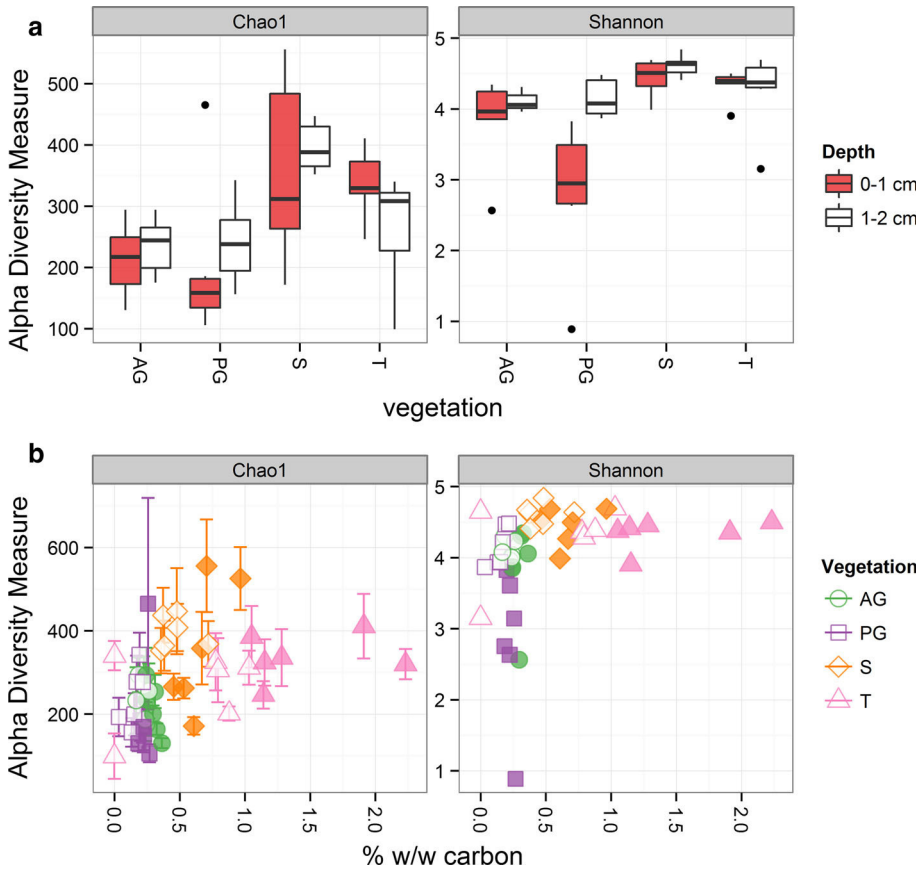 a
Chao1
Shannon
Alpha Diversity Measure
500
400
300
200
100
5
4
3
2
1
AG
PG
S
T
AG
PG
S
T
vegetation
Depth
0-1 cm
1-2 cm
b
Chao1
Shannon
Alpha Diversity Measure
600
400
200
5
4
3
2
1
0.0
0.5
1.0
1.5
2.0
0.0
0.5
1.0
1.5
2.0
% w/w carbon
Vegetation
AG
PG
S
T